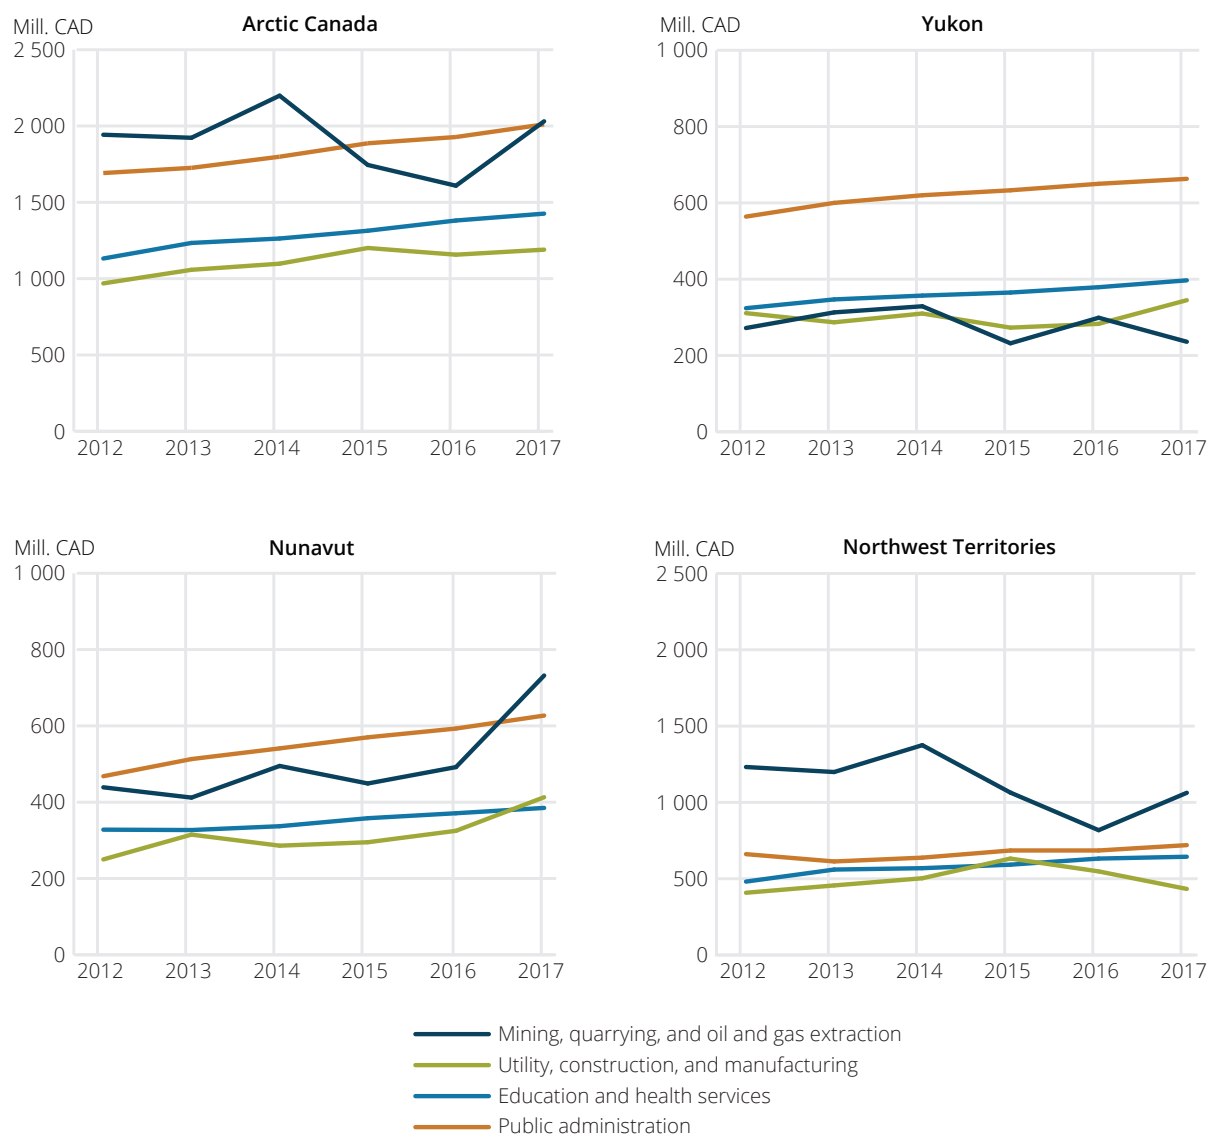 Mill. CAD
Arctic Canada
2 500
2 000
1 500
1 000
500
0
2012 2013 2014 2015 2016 2017
Mill. CAD
Yukon
1 000
800
600
400
200
0
2012 2013 2014 2015 2016 2017
Mill. CAD
Nunavut
1 000
800
600
400
200
0
2012 2013 2014 2015 2016 2017
Mill. CAD
Northwest Territories
2 500
2 000
1 500
1 000
500
0
2012 2013 2014 2015 2016 2017
Mining, quarrying, and oil and gas extraction
Utility, construction, and manufacturing
Education and health services
Public administration